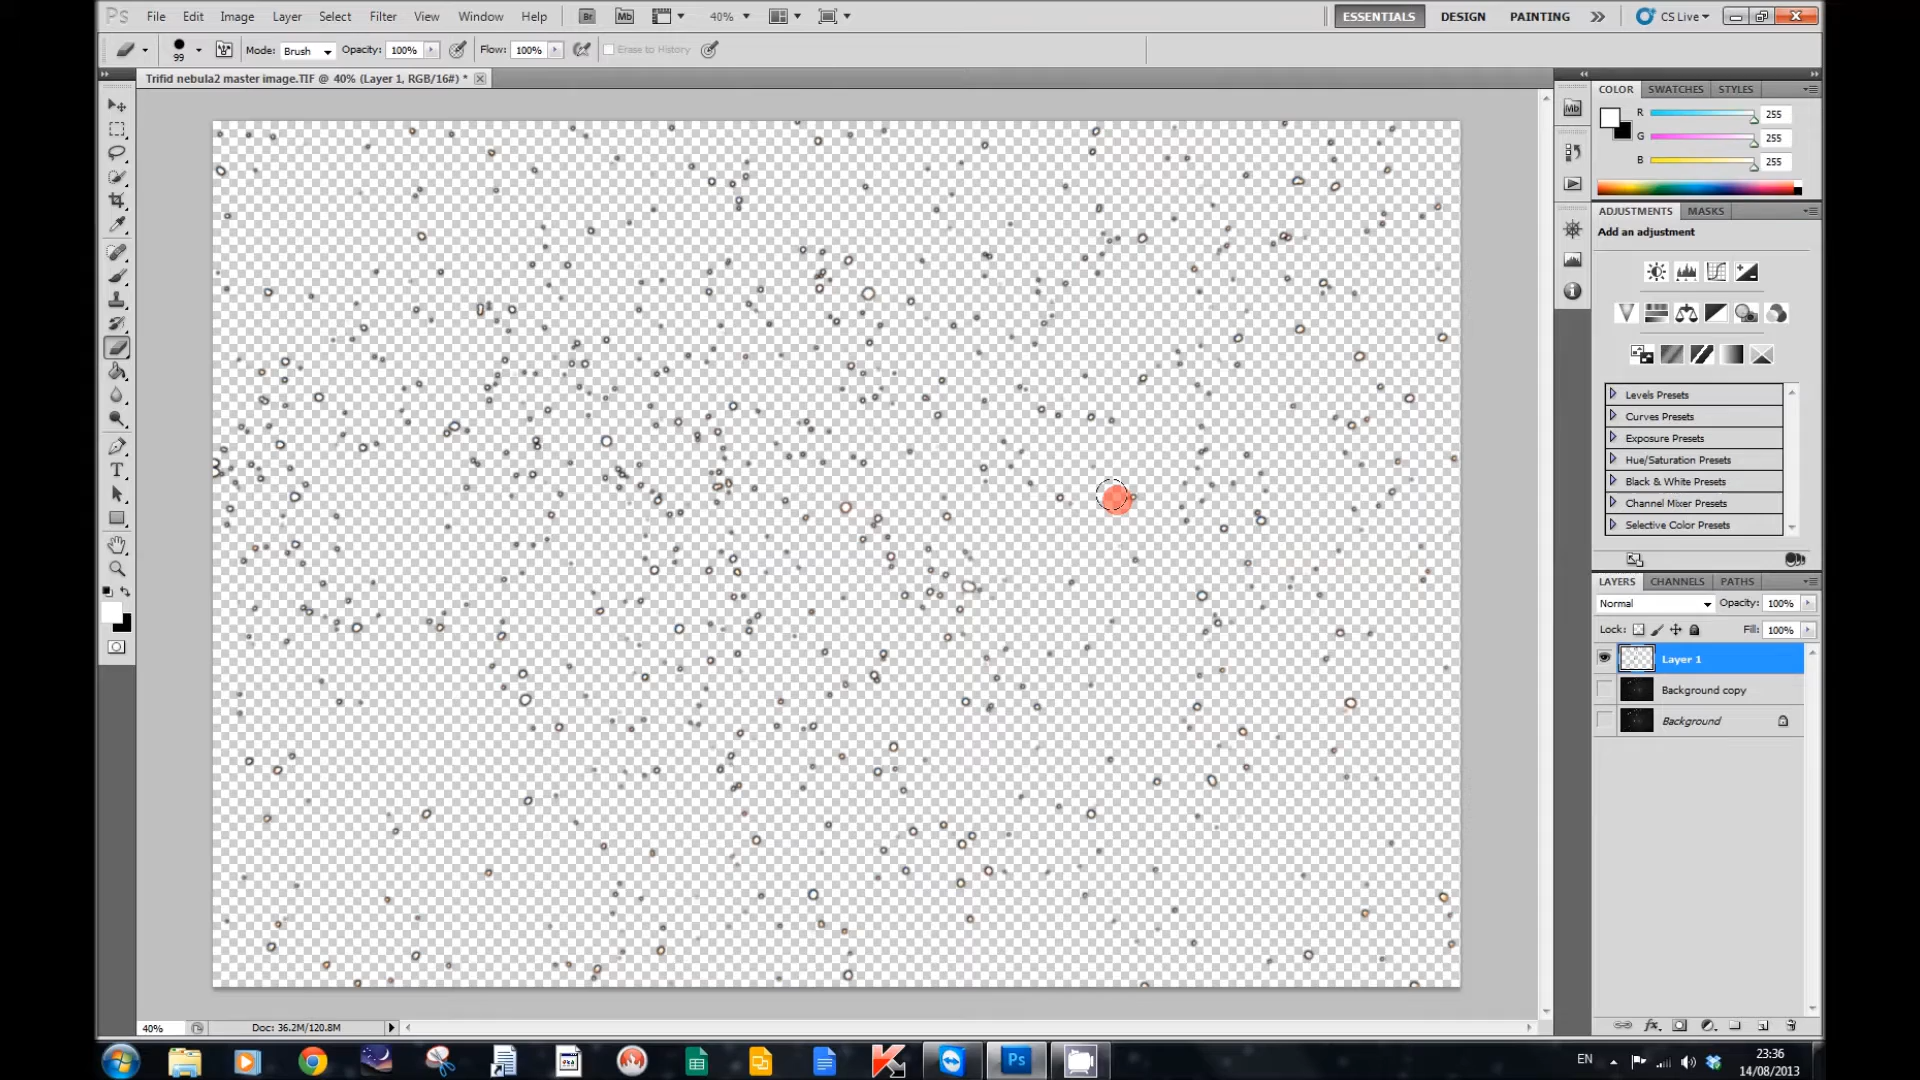 Ps File Edit Image Layer Select Filter View Window Help Br Mb 40% ESSENTIALS DESIGN PAINTING CS Live
99 Mode: Brush Opacity: 100% Flow: 100% Erase to History
Trifid nebula2 master image.TIF @ 40% (Layer 1, RGB/16#) *
COLOR SWATCHES STYLES
Mb
R 255
G 255
B 255
ADJUSTMENTS MASKS
Add an adjustment
Levels Presets
Curves Presets
Exposure Presets
Hue/Saturation Presets
Black & White Presets
Channel Mixer Presets
Selective Color Presets
LAYERS CHANNELS PATHS
Normal Opacity: 100%
Lock: Fill: 100%
Layer 1
Background copy
Background
T
fx
40% Doc: 36.2M/120.8M
Ps EN 23:36
14/08/2013